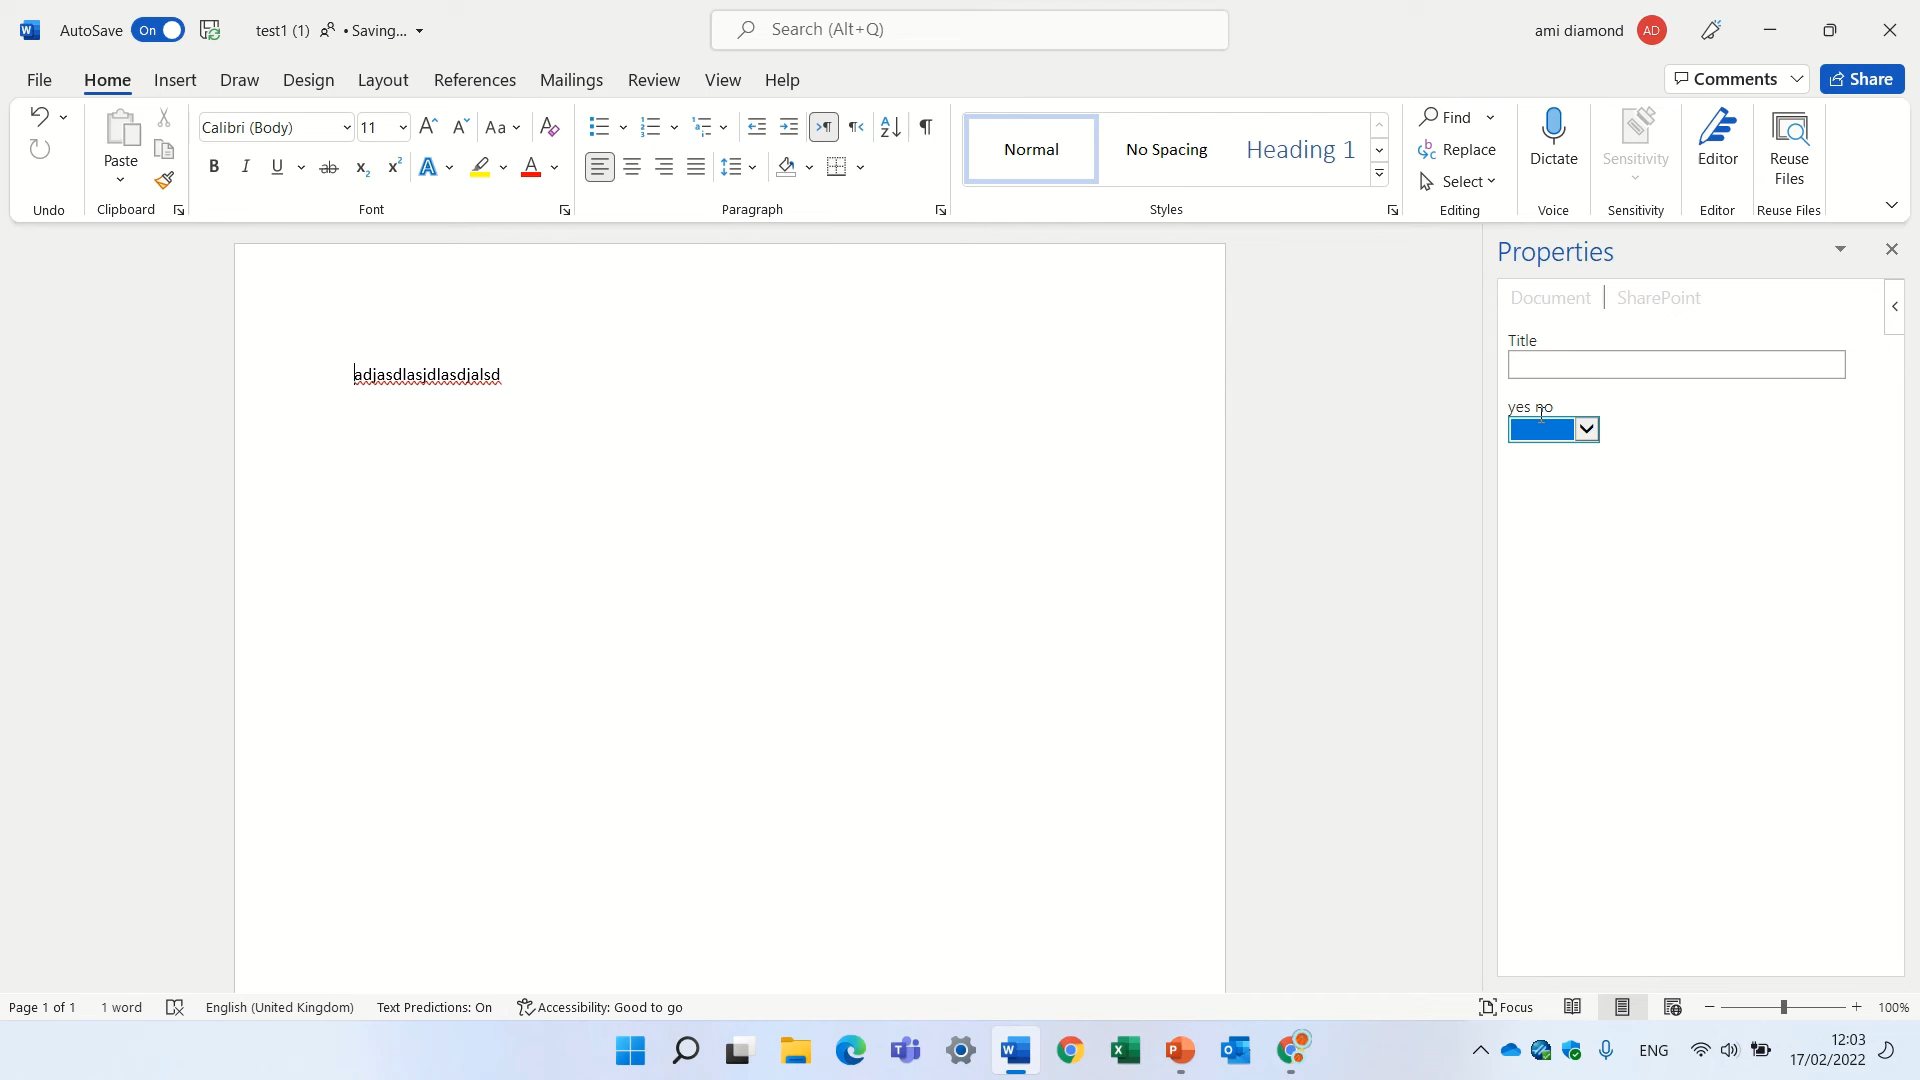 AutoSave On test1 (1) • Saving... Search (Alt+Q) ami diamond AD
File Home Insert Draw Design Layout References Mailings Review View Help Comments Share
Paste
Clipboard
Undo
Calibri (Body) 11 Aa
B I U ab x2 x2 A A
Font
Paragraph
Normal No Spacing Heading 1
Styles
Find
Replace
Select
Editing
Dictate
Voice
Sensitivity
Sensitivity
Editor
Editor
Reuse
Files
Reuse Files
adjasdlasjdlasdjalsd
Properties
Document SharePoint
Title
yes no
Page 1 of 1 1 word English (United Kingdom) Text Predictions: On Accessibility: Good to go Focus 100%
ENG 12:03
17/02/2022